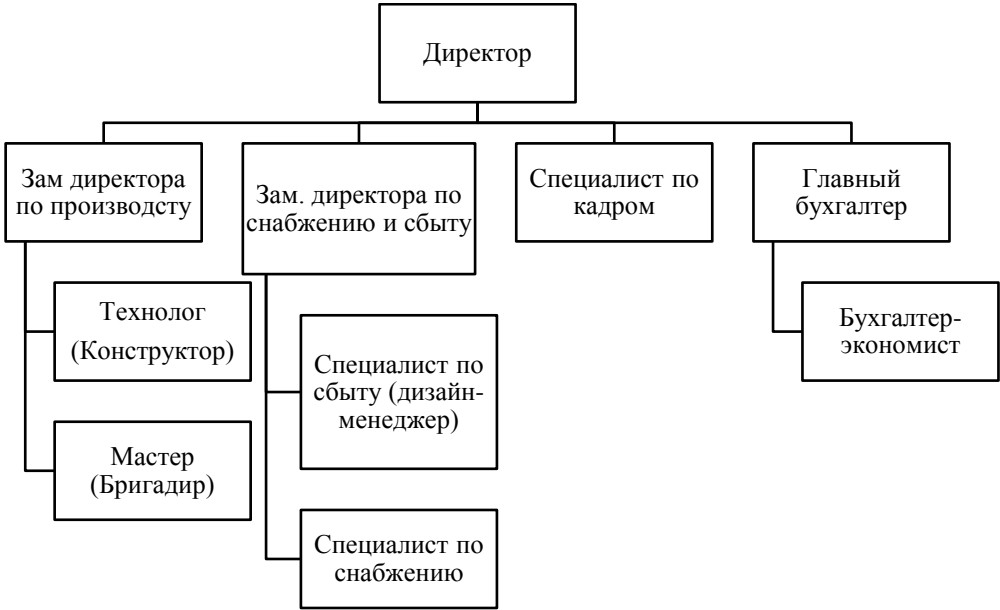 Директор
Зам директора
по производсту
Зам. директора по
снабжению и сбыту
Специалист по
кадром
Главный
бухгалтер
Технолог
(Конструктор)
Мастер
(Бригадир)
Специалист по
сбыту (дизайн-
менеджер)
Специалист по
снабжению
Бухгалтер-
экономист